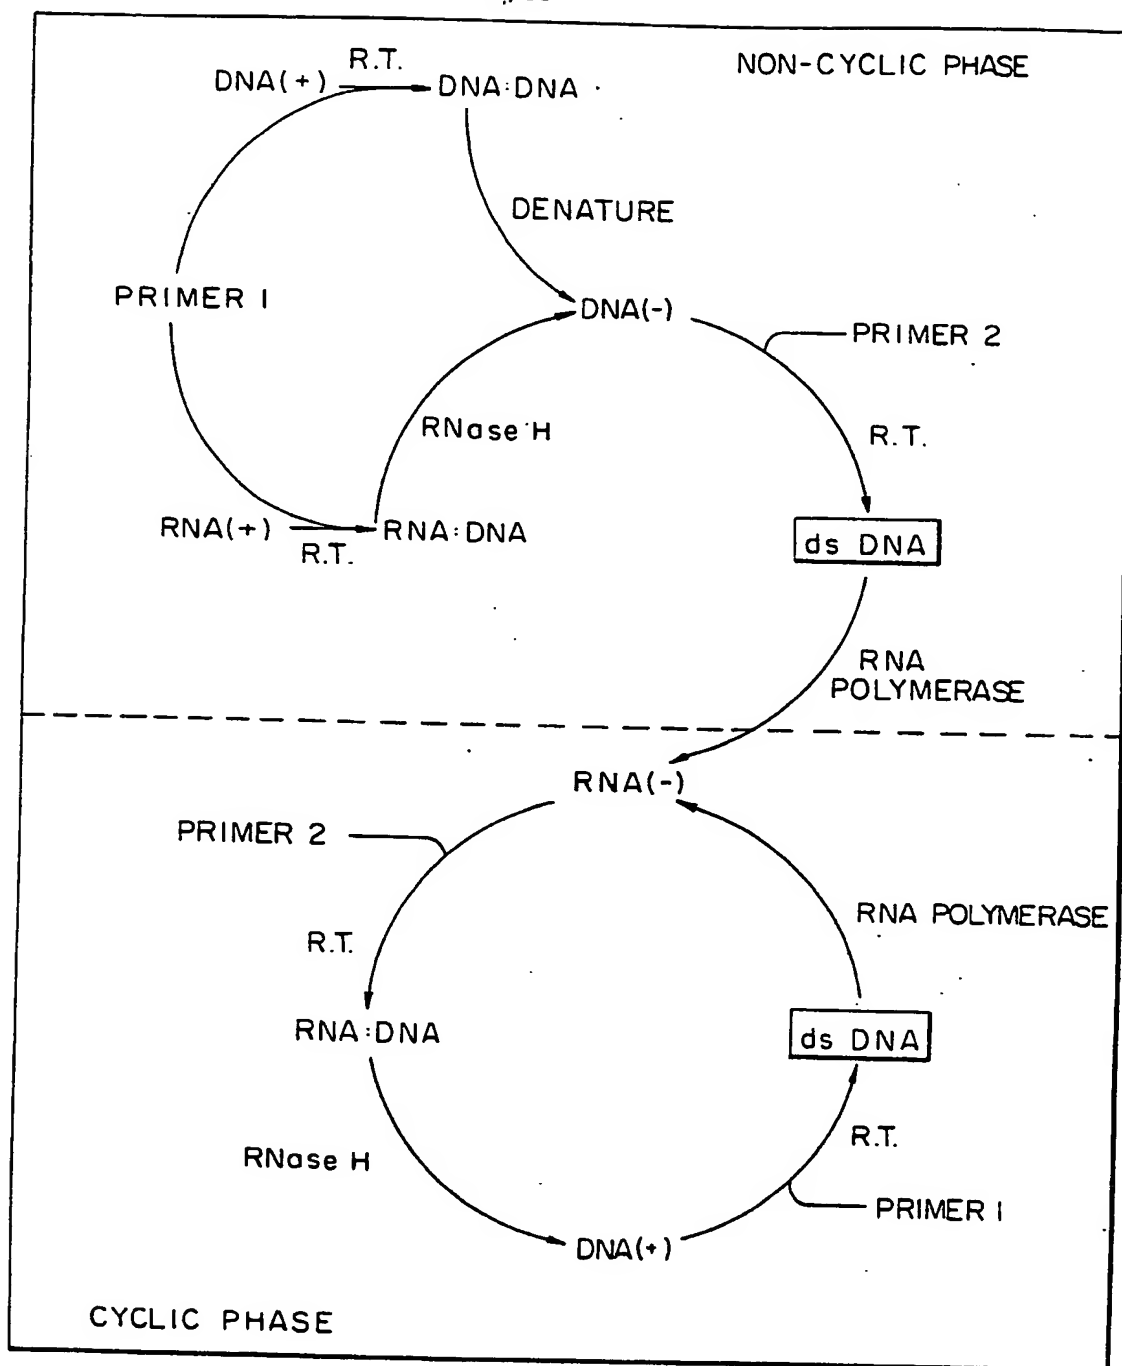 NON-CYCLIC PHASE
DNA(+)
R.T.
DNA:DNA
DENATURE
PRIMER 1
DNA(-)
PRIMER 2
RNase H
R.T.
RNA(+)
R.T.
RNA:DNA
ds DNA
RNA
POLYMERASE
RNA(-)
PRIMER 2
RNA POLYMERASE
R.T.
RNA:DNA
ds DNA
R.T.
RNase H
PRIMER 1
DNA(+)
CYCLIC PHASE